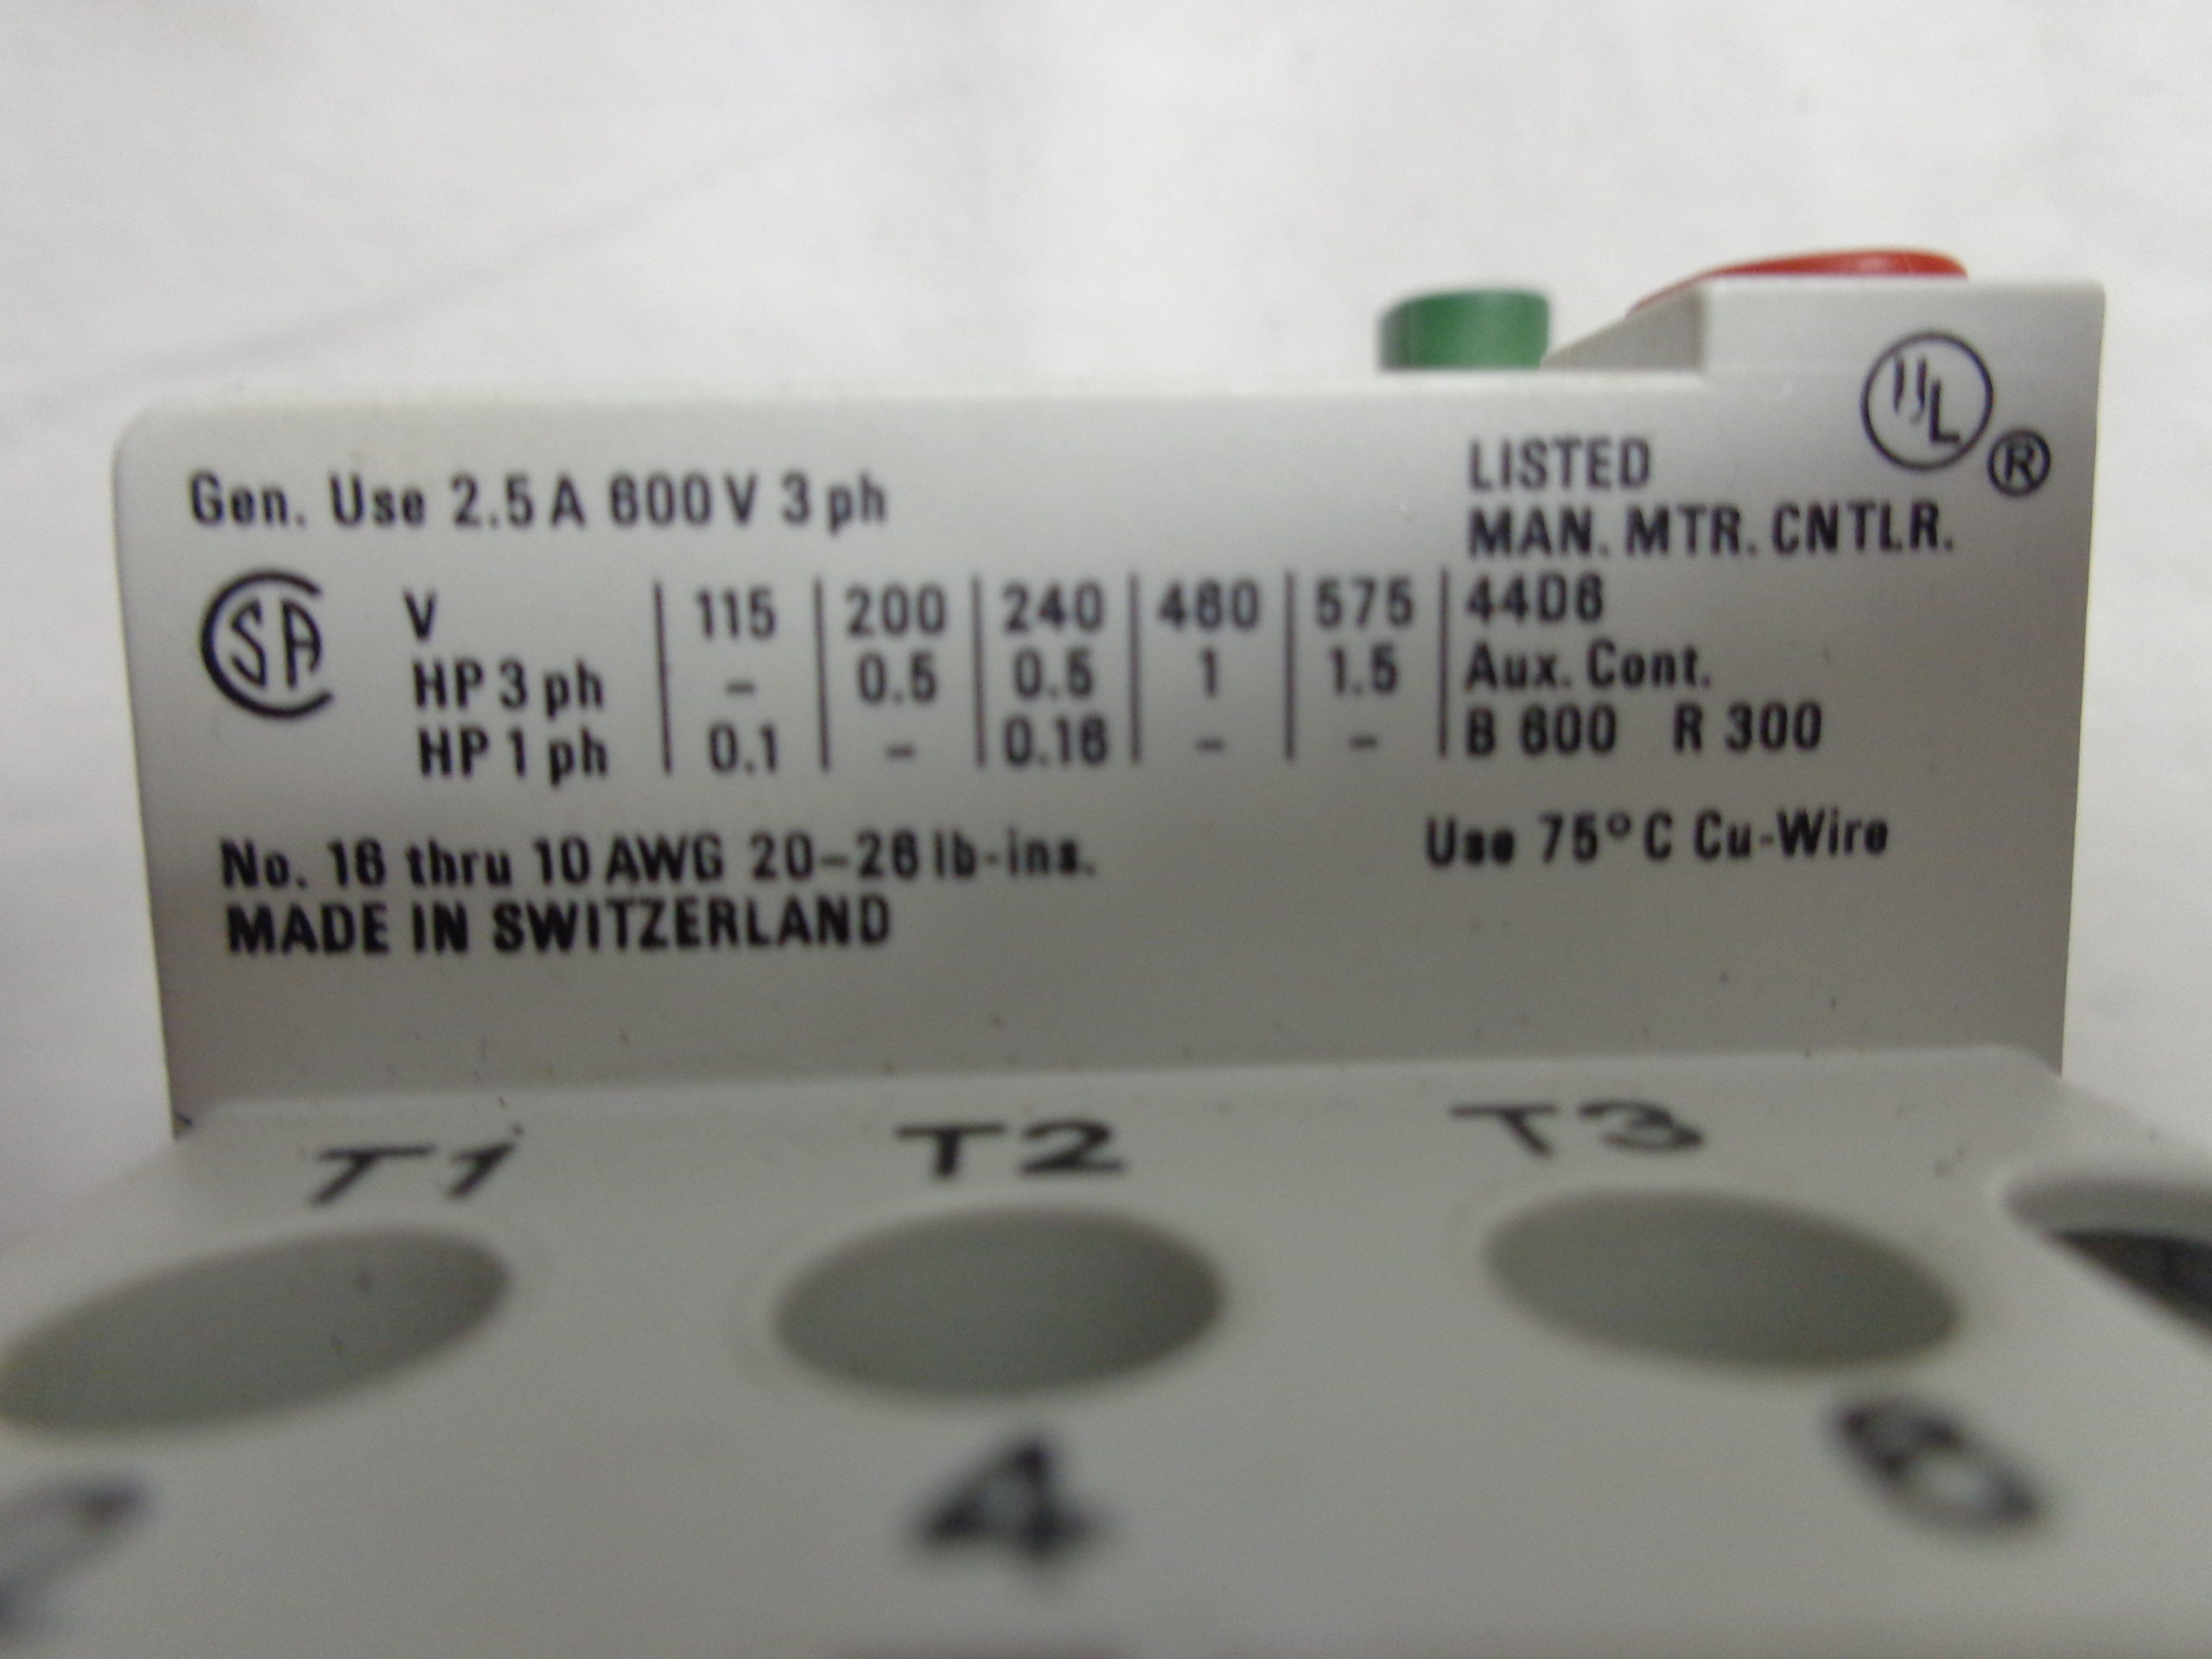 Gen. Use 2.5 A 600 V 3 ph
LISTED
UL ®
MAN. MTR. CNTLR.
SA V | 115 | 200 | 240 | 460 | 575 | 44D6
HP 3 ph | – | 0.5 | 0.5 | 1 | 1.5 | Aux. Cont.
HP 1 ph | 0.1 | – | 0.16 | – | – | B 600 R 300
No. 16 thru 10 AWG 20–26 lb-ins.
Use 75° C Cu-Wire
MADE IN SWITZERLAND
T1 T2 T3
4 6